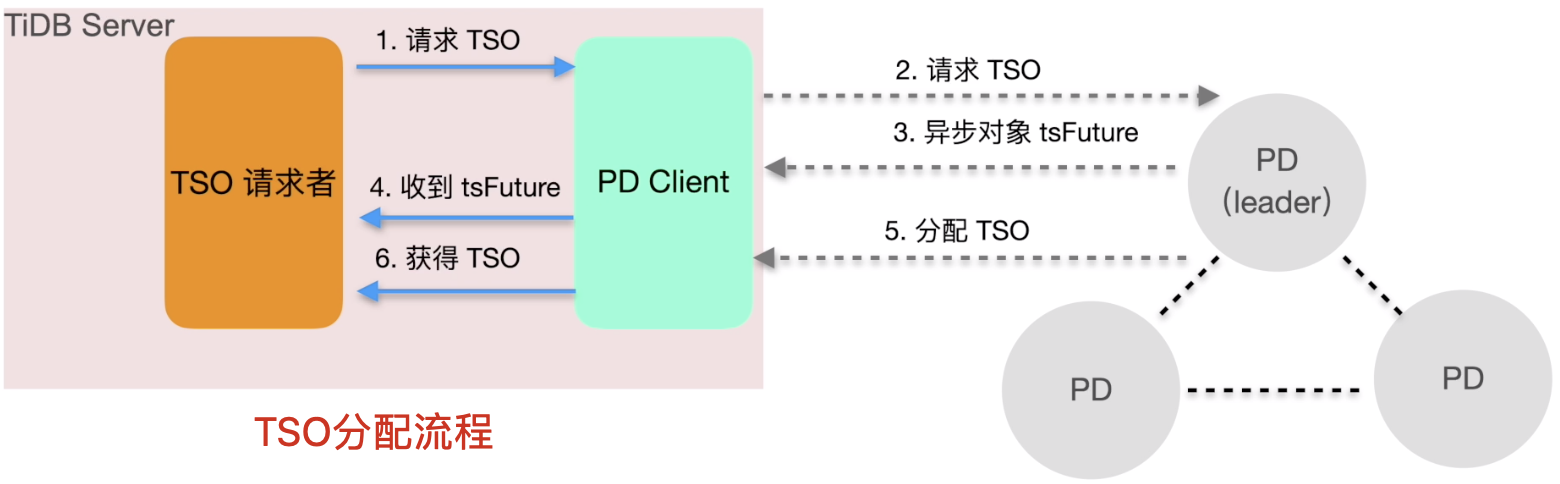 TiDB Server
1. 请求 TSO
2. 请求 TSO
3. 异步对象 tsFuture
PD
(leader)
TSO 请求者
4. 收到 tsFuture
PD Client
5. 分配 TSO
6. 获得 TSO
PD
PD
TSO分配流程